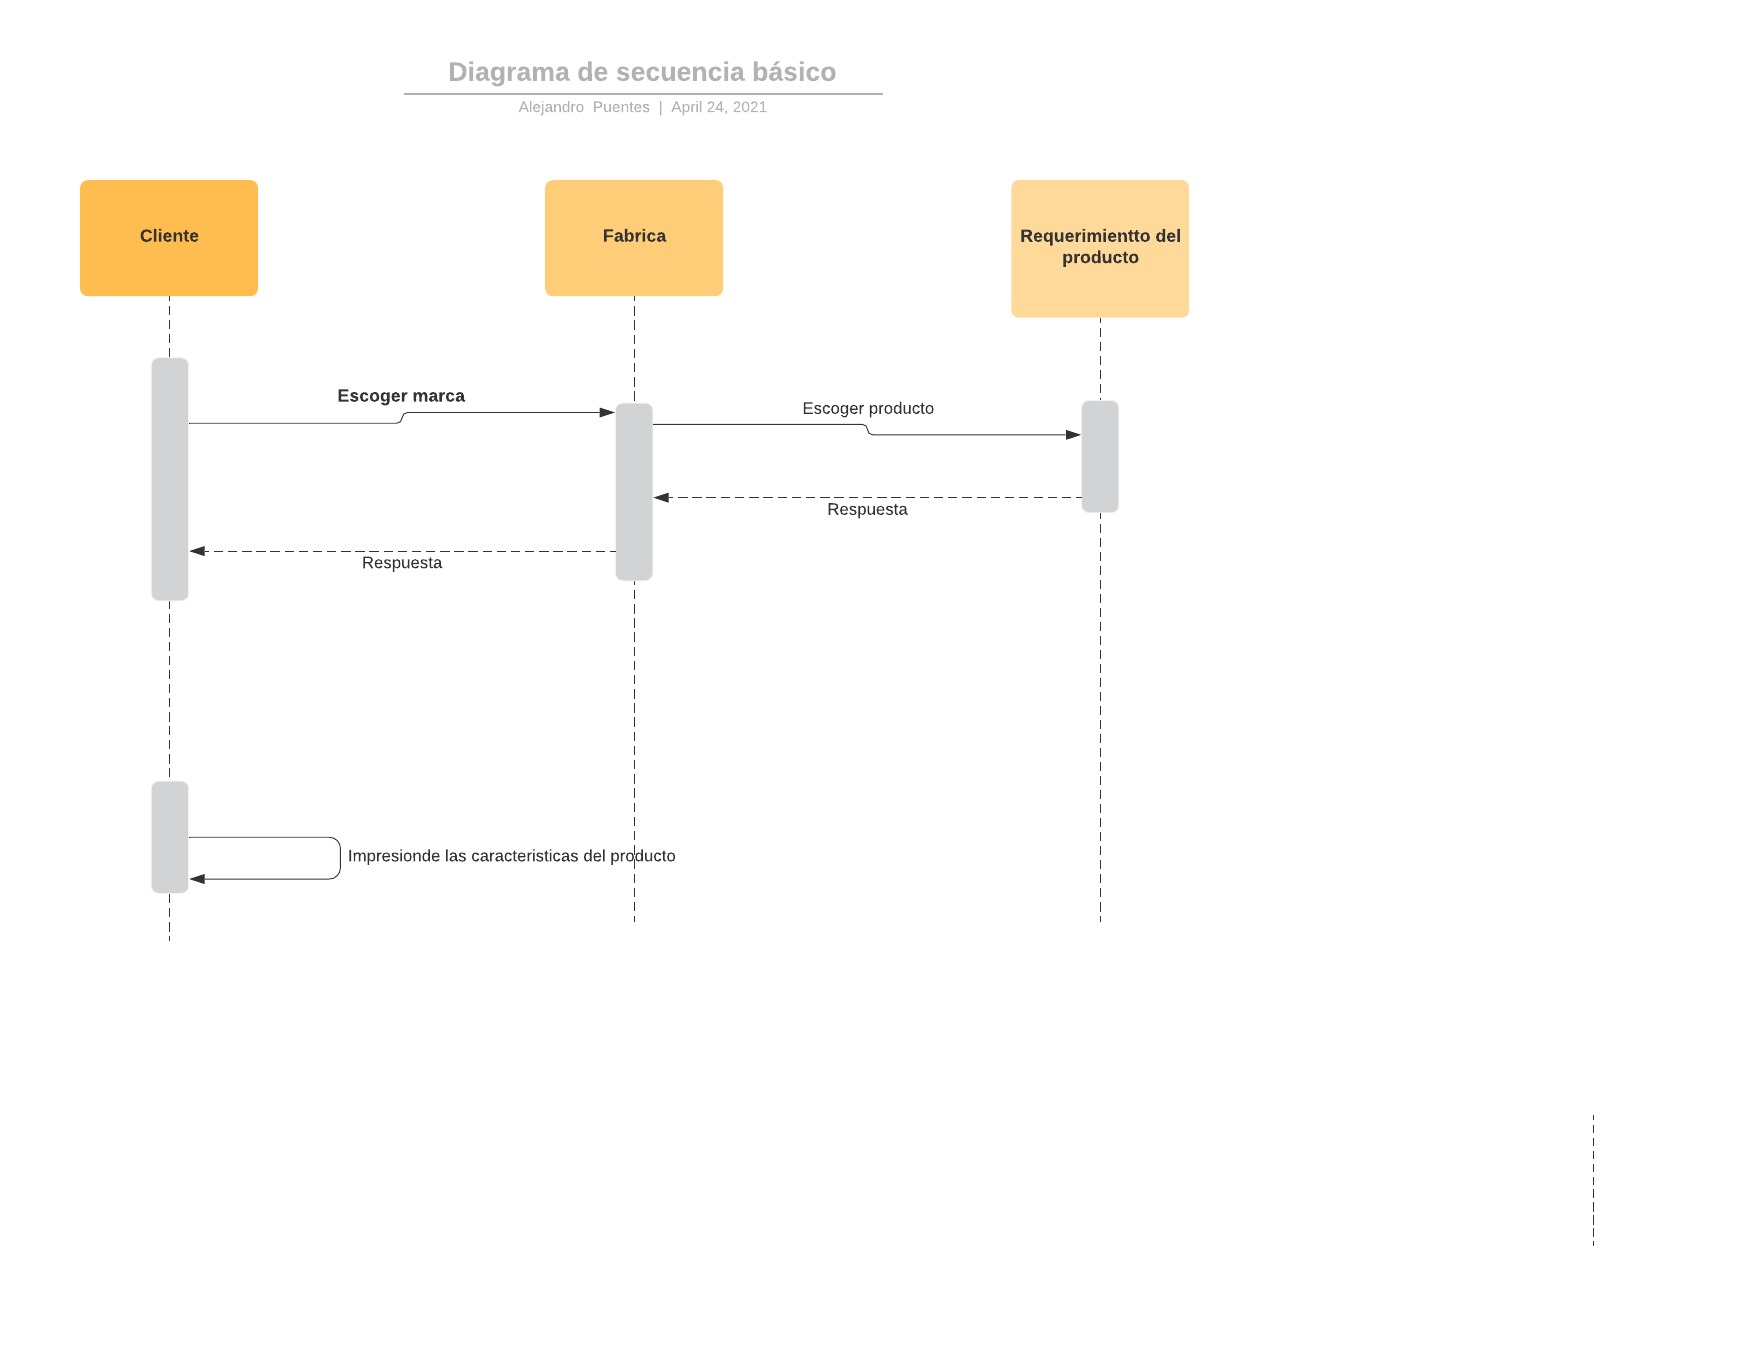 Diagrama de secuencia básico
Alejandro Puentes | April 24, 2021
Cliente
Fabrica
Requerimientto del
producto
Escoger marca
Escoger producto
Respuesta
Respuesta
Impresionde las caracteristicas del producto